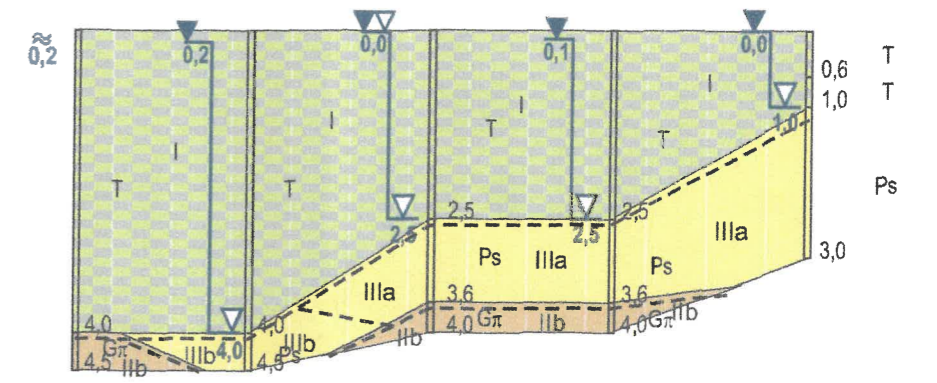 ≈
0,2
0,2
0,0
0,1
0,0
0,6
T
1,0
T
1,0
I
I
I
I
T
T
T
T
Ps
2,5
2,5
2,5
2,5
Ps
IIIa
Ps
IIIa
3,0
IIIa
3,6
3,6
4,0
4,0
4,0
Gπ
IIb
4,0
Gπ
IIb
Gπ
IIIb
4,0
IIIb
Ps
IIb
4,5
IIb
4,5